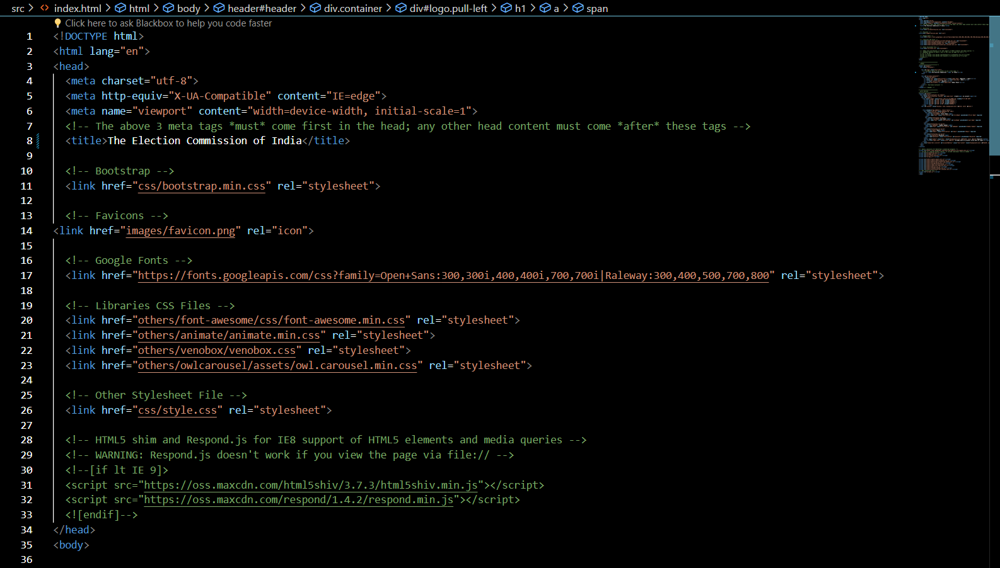 src > index.html > html > body > header#header > div.container > div#logo.pull-left > h1 > a > span
Click here to ask Blackbox to help you code faster
1 <!DOCTYPE html>
2 <html lang="en">
3 <head>
4 <meta charset="utf-8">
5 <meta http-equiv="X-UA-Compatible" content="IE=edge">
6 <meta name="viewport" content="width=device-width, initial-scale=1">
7 <!-- The above 3 meta tags *must* come first in the head; any other head content must come *after* these tags -->
8 <title>The Election Commission of India</title>
9
10 <!-- Bootstrap -->
11 <link href="css/bootstrap.min.css" rel="stylesheet">
12
13 <!-- Favicons -->
14 <link href="images/favicon.png" rel="icon">
15
16 <!-- Google Fonts -->
17 <link href="https://fonts.googleapis.com/css?family=Open+Sans:300,300i,400,400i,700,700i|Raleway:300,400,500,700,800" rel="stylesheet">
18
19 <!-- Libraries CSS Files -->
20 <link href="others/font-awesome/css/font-awesome.min.css" rel="stylesheet">
21 <link href="others/animate/animate.min.css" rel="stylesheet">
22 <link href="others/venobox/venobox.css" rel="stylesheet">
23 <link href="others/owlcarousel/assets/owl.carousel.min.css" rel="stylesheet">
24
25 <!-- Other Stylesheet File -->
26 <link href="css/style.css" rel="stylesheet">
27
28 <!-- HTML5 shim and Respond.js for IE8 support of HTML5 elements and media queries -->
29 <!-- WARNING: Respond.js doesn't work if you view the page via file:// -->
30 <!--[if lt IE 9]>
31 <script src="https://oss.maxcdn.com/html5shiv/3.7.3/html5shiv.min.js"></script>
32 <script src="https://oss.maxcdn.com/respond/1.4.2/respond.min.js"></script>
33 <![endif]-->
34 </head>
35 <body>
36